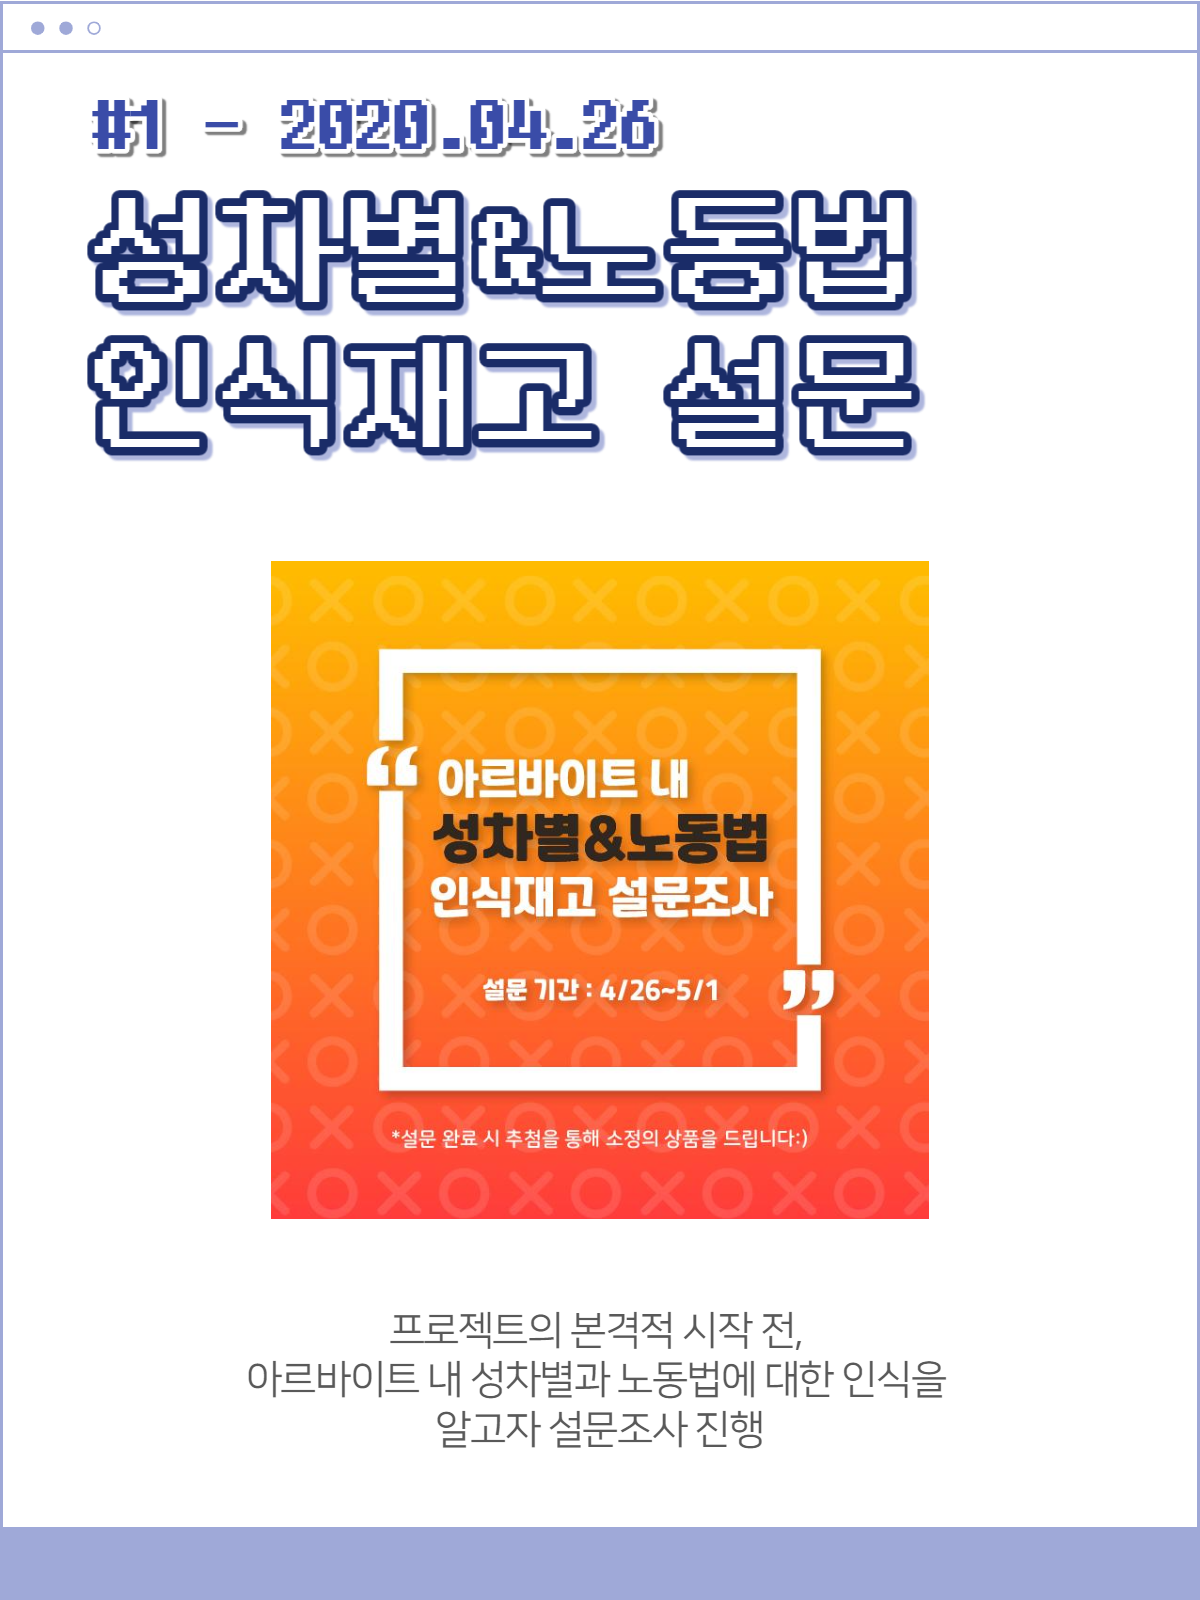 #1 - 2020.04.26
성차별&노동법
인식재고 설문
아르바이트 내
성차별&노동법
인식재고 설문조사
설문 기간 : 4/26~5/1
*설문 완료 시 추첨을 통해 소정의 상품을 드립니다:)
프로젝트의 본격적 시작 전,
아르바이트 내 성차별과 노동법에 대한 인식을
알고자 설문조사 진행